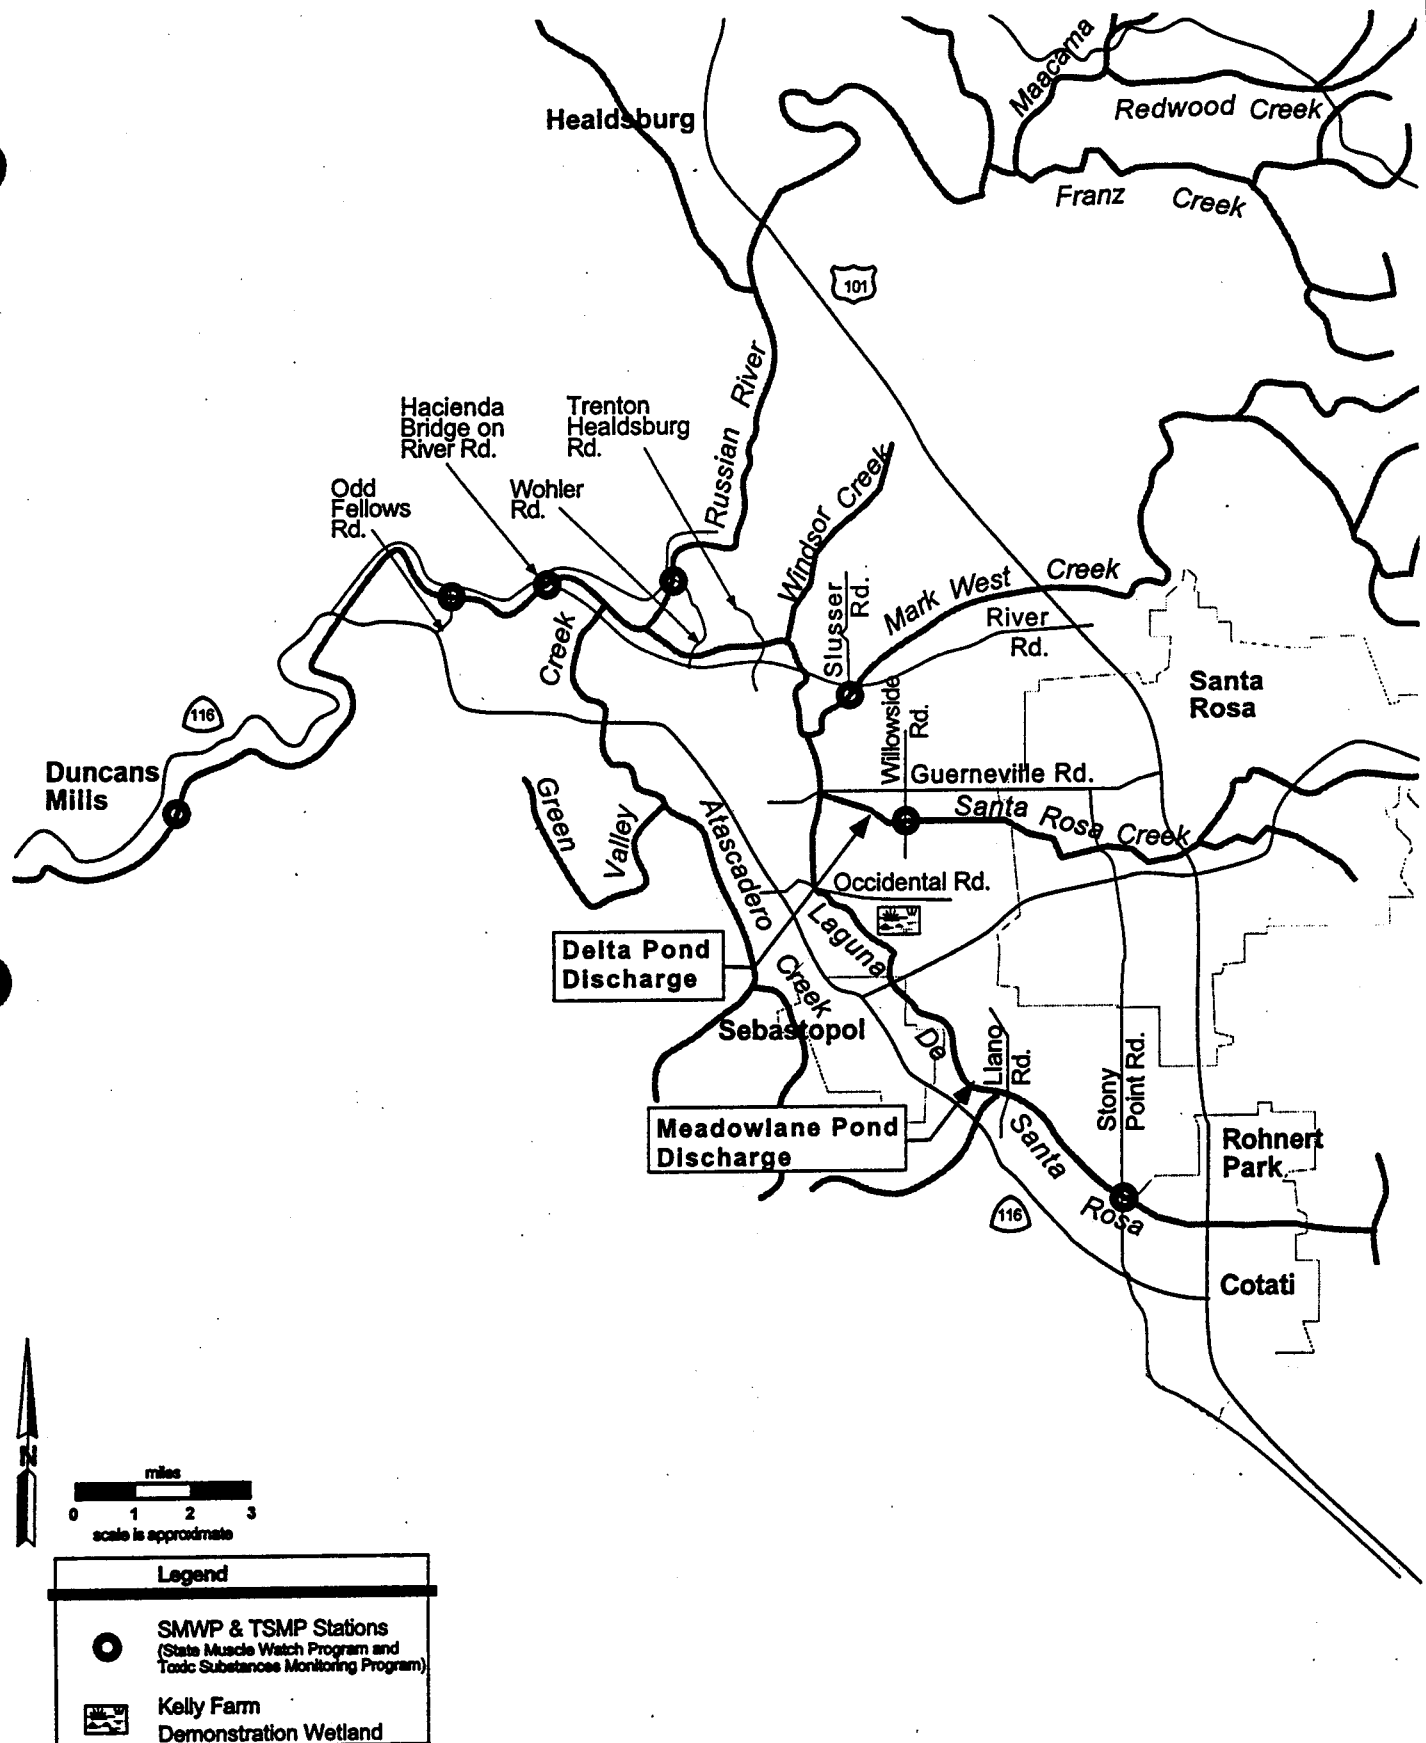 Maacama
Redwood Creek
Healdsburg
Franz Creek
101
Russian River
Hacienda
Bridge on
River Rd.
Trenton
Healdsburg
Rd.
Odd
Fellows
Rd.
Wohler
Rd.
Windsor Creek
Slusser
Rd.
Mark West Creek
River
Rd.
Creek
Santa
Rosa
116
Willowside
Rd.
Duncans
Mills
Guerneville Rd.
Green
Valley
Atascadero
Creek
Santa Rosa Creek
Occidental Rd.
Laguna
De
Santa
Rosa
Delta Pond
Discharge
Sebastopol
Llano
Rd.
Stony
Point Rd.
Meadowlane Pond
Discharge
Rohnert
Park
116
Cotati
N
miles
0 1 2 3
scale is approximate
Legend
SMWP & TSMP Stations
(State Muscle Watch Program and
Toxic Substances Monitoring Program)
Kelly Farm
Demonstration Wetland